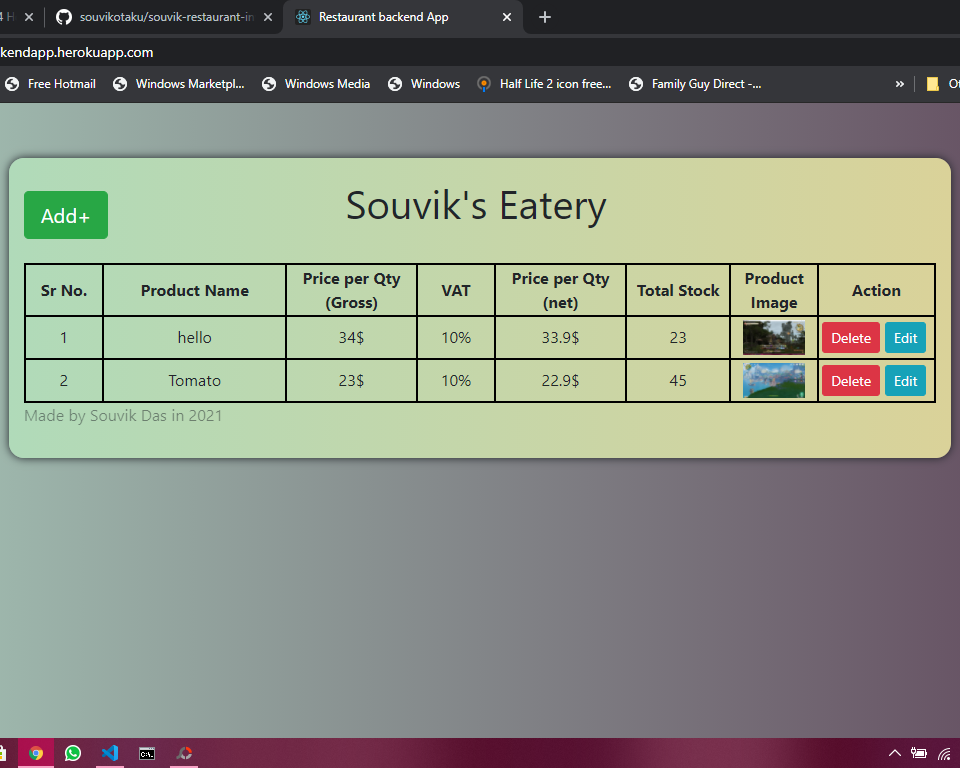 4 H
souvikotaku/souvik-restaurant-in
Restaurant backend App
kendapp.herokuapp.com
Free Hotmail
Windows Marketpl...
Windows Media
Windows
Half Life 2 icon free...
Family Guy Direct -...
»
Ot
Add+
Souvik's Eatery
Sr No. Product Name Price per Qty (Gross) VAT Price per Qty (net) Total Stock Product Image Action
1 hello 34$ 10% 33.9$ 23 Delete Edit
2 Tomato 23$ 10% 22.9$ 45 Delete Edit
Made by Souvik Das in 2021